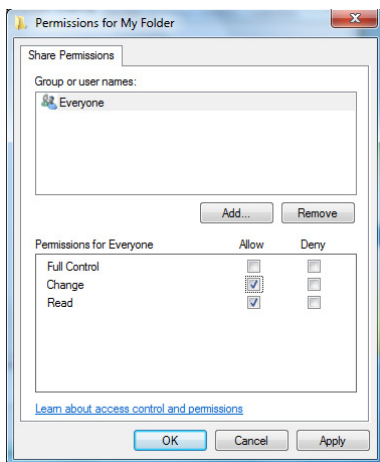 Permissions for My Folder
Share Permissions
Group or user names:
Everyone
Add... Remove
Permissions for Everyone Allow Deny
Full Control
Change
Read
Learn about access control and permissions
OK Cancel Apply